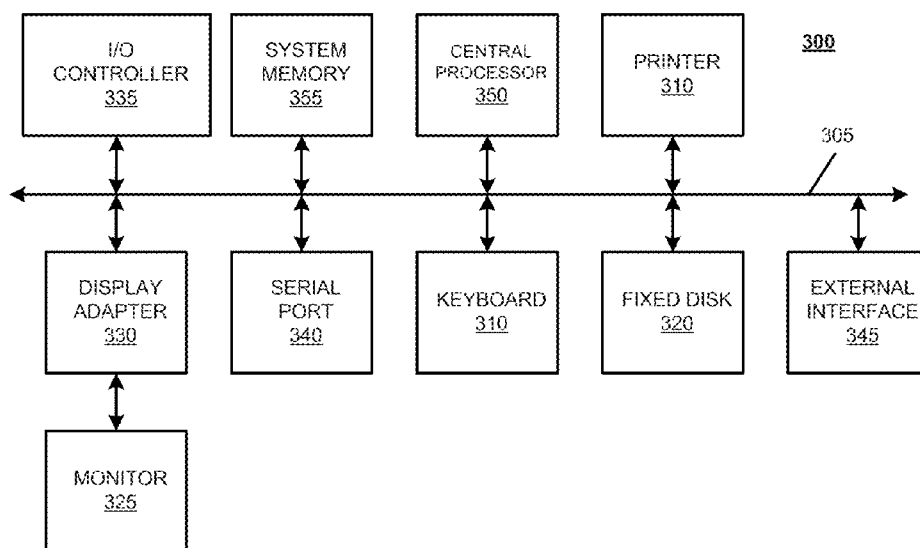 I/O
CONTROLLER
335
SYSTEM
MEMORY
355
CENTRAL
PROCESSOR
350
PRINTER
310
300
305
DISPLAY
ADAPTER
330
SERIAL
PORT
340
KEYBOARD
310
FIXED DISK
320
EXTERNAL
INTERFACE
345
MONITOR
325